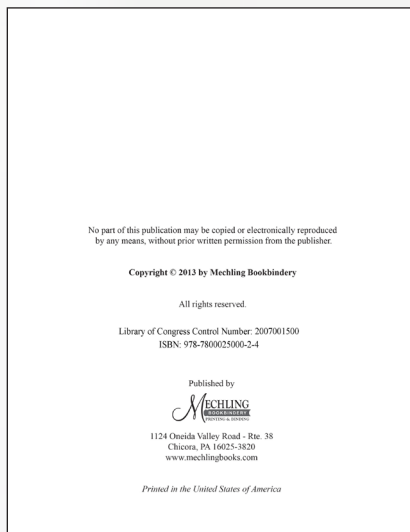 No part of this publication may be copied or electronically reproduced
by any means, without prior written permission from the publisher.
Copyright © 2013 by Mechling Bookbindery
All rights reserved.
Library of Congress Control Number: 2007001500
ISBN: 978-7800025000-2-4
Published by
MECHLING
BOOKBINDERY
PRINTING & BINDING
1124 Oneida Valley Road - Rte. 38
Chicora, PA 16025-3820
www.mechlingbooks.com
Printed in the United States of America